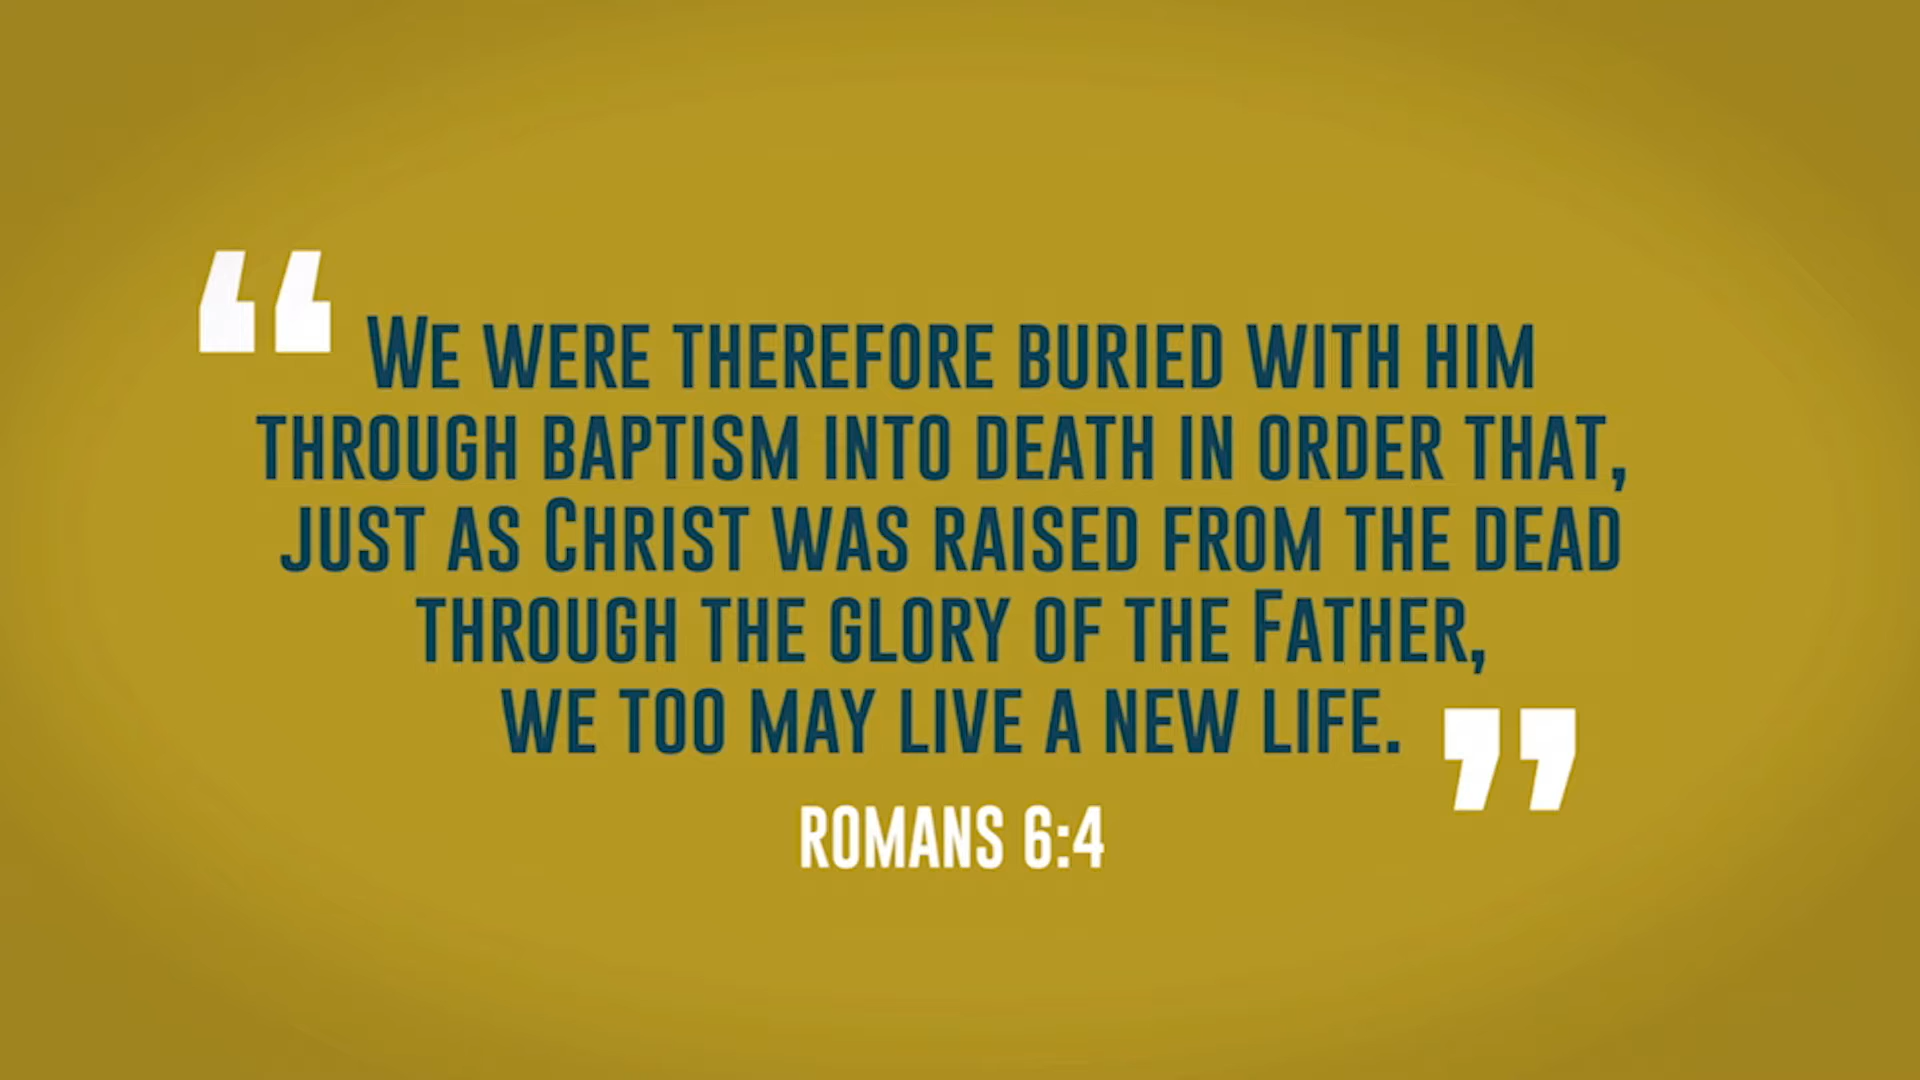 “We were therefore buried with him
through baptism into death in order that,
just as Christ was raised from the dead
through the glory of the Father,
we too may live a new life.”
ROMANS 6:4